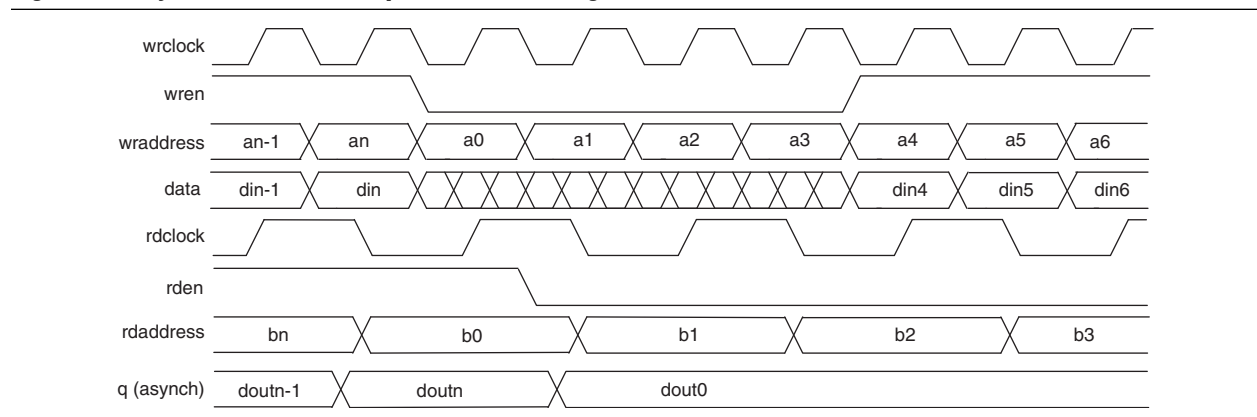 wrclock
wren
wraddress an-1 an a0 a1 a2 a3 a4 a5 a6
data din-1 din din4 din5 din6
rdclock
rden
rdaddress bn b0 b1 b2 b3
q (asynch) doutn-1 doutn dout0